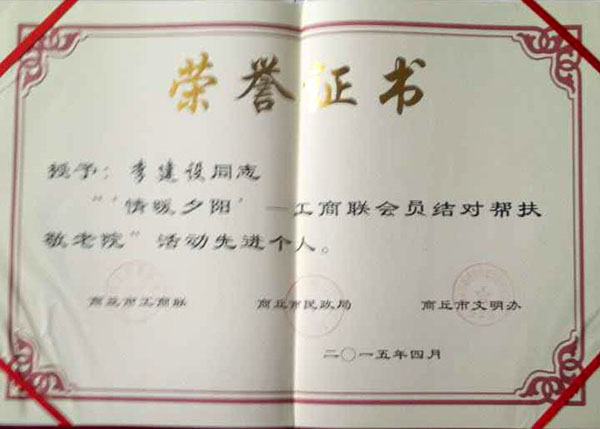 荣誉证书
授予：李建设同志
“‘情暖夕阳’—工商联会员结对帮扶
敬老院”活动先进个人。
商丘市工商联 商丘市民政局 商丘市文明办
二〇一五年四月